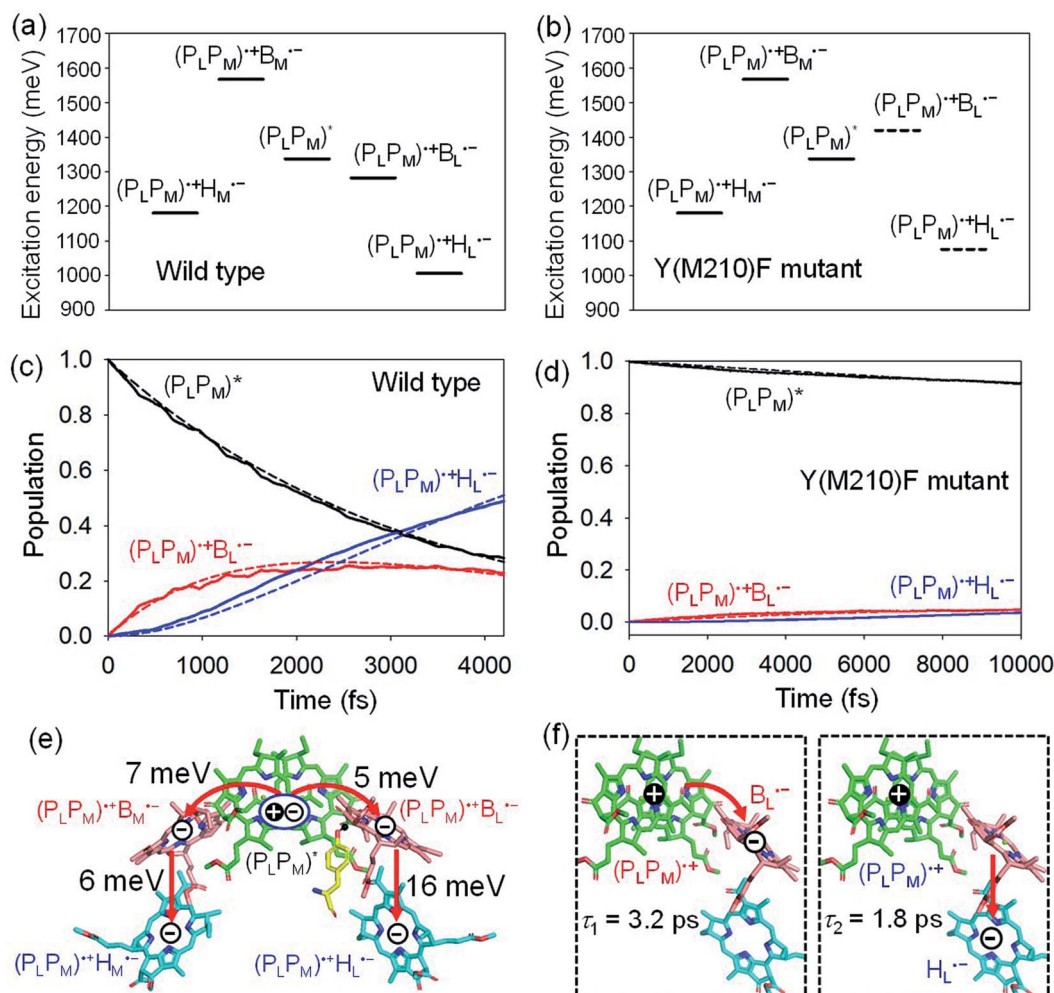 (a)
Excitation energy (meV)
1700
1600
1500
1400
1300
1200
1100
1000
900
(PLPM)•+BM•−
(PLPM)*
(PLPM)•+BL•−
(PLPM)•+HM•−
(PLPM)•+HL•−
Wild type
(b)
Excitation energy (meV)
1700
1600
1500
1400
1300
1200
1100
1000
900
(PLPM)•+BM•−
(PLPM)•+BL•−
(PLPM)*
(PLPM)•+HM•−
(PLPM)•+HL•−
Y(M210)F mutant
(c)
Population
1.0
0.8
0.6
0.4
0.2
0.0
(PLPM)*
Wild type
(PLPM)•+HL•−
(PLPM)•+BL•−
0 1000 2000 3000 4000
Time (fs)
(d)
Population
1.0
0.8
0.6
0.4
0.2
0.0
(PLPM)*
Y(M210)F mutant
(PLPM)•+BL•−
(PLPM)•+HL•−
0 2000 4000 6000 8000 10000
Time (fs)
(e)
7 meV
5 meV
(PLPM)•+BM•−
(PLPM)•+BL•−
+ −
−
−
(PLPM)*
6 meV
16 meV
−
−
(PLPM)•+HM•−
(PLPM)•+HL•−
(f)
+
BL•−
−
(PLPM)•+
τ1 = 3.2 ps
+
(PLPM)•+
τ2 = 1.8 ps
−
HL•−